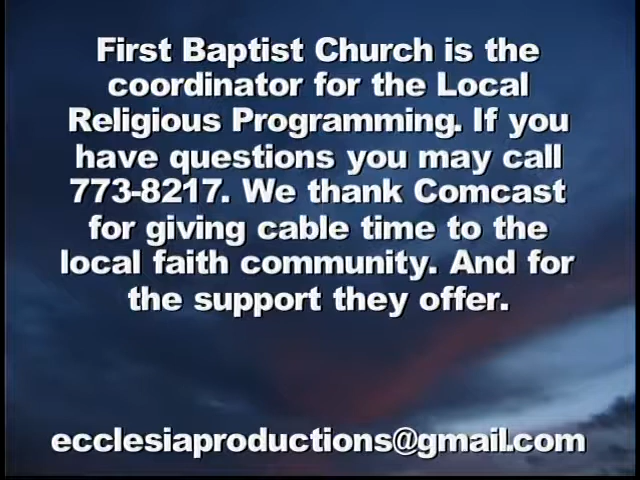 First Baptist Church is the
coordinator for the Local
Religious Programming. If you
have questions you may call
773-8217. We thank Comcast
for giving cable time to the
local faith community. And for
the support they offer.
ecclesiaproductions@gmail.com